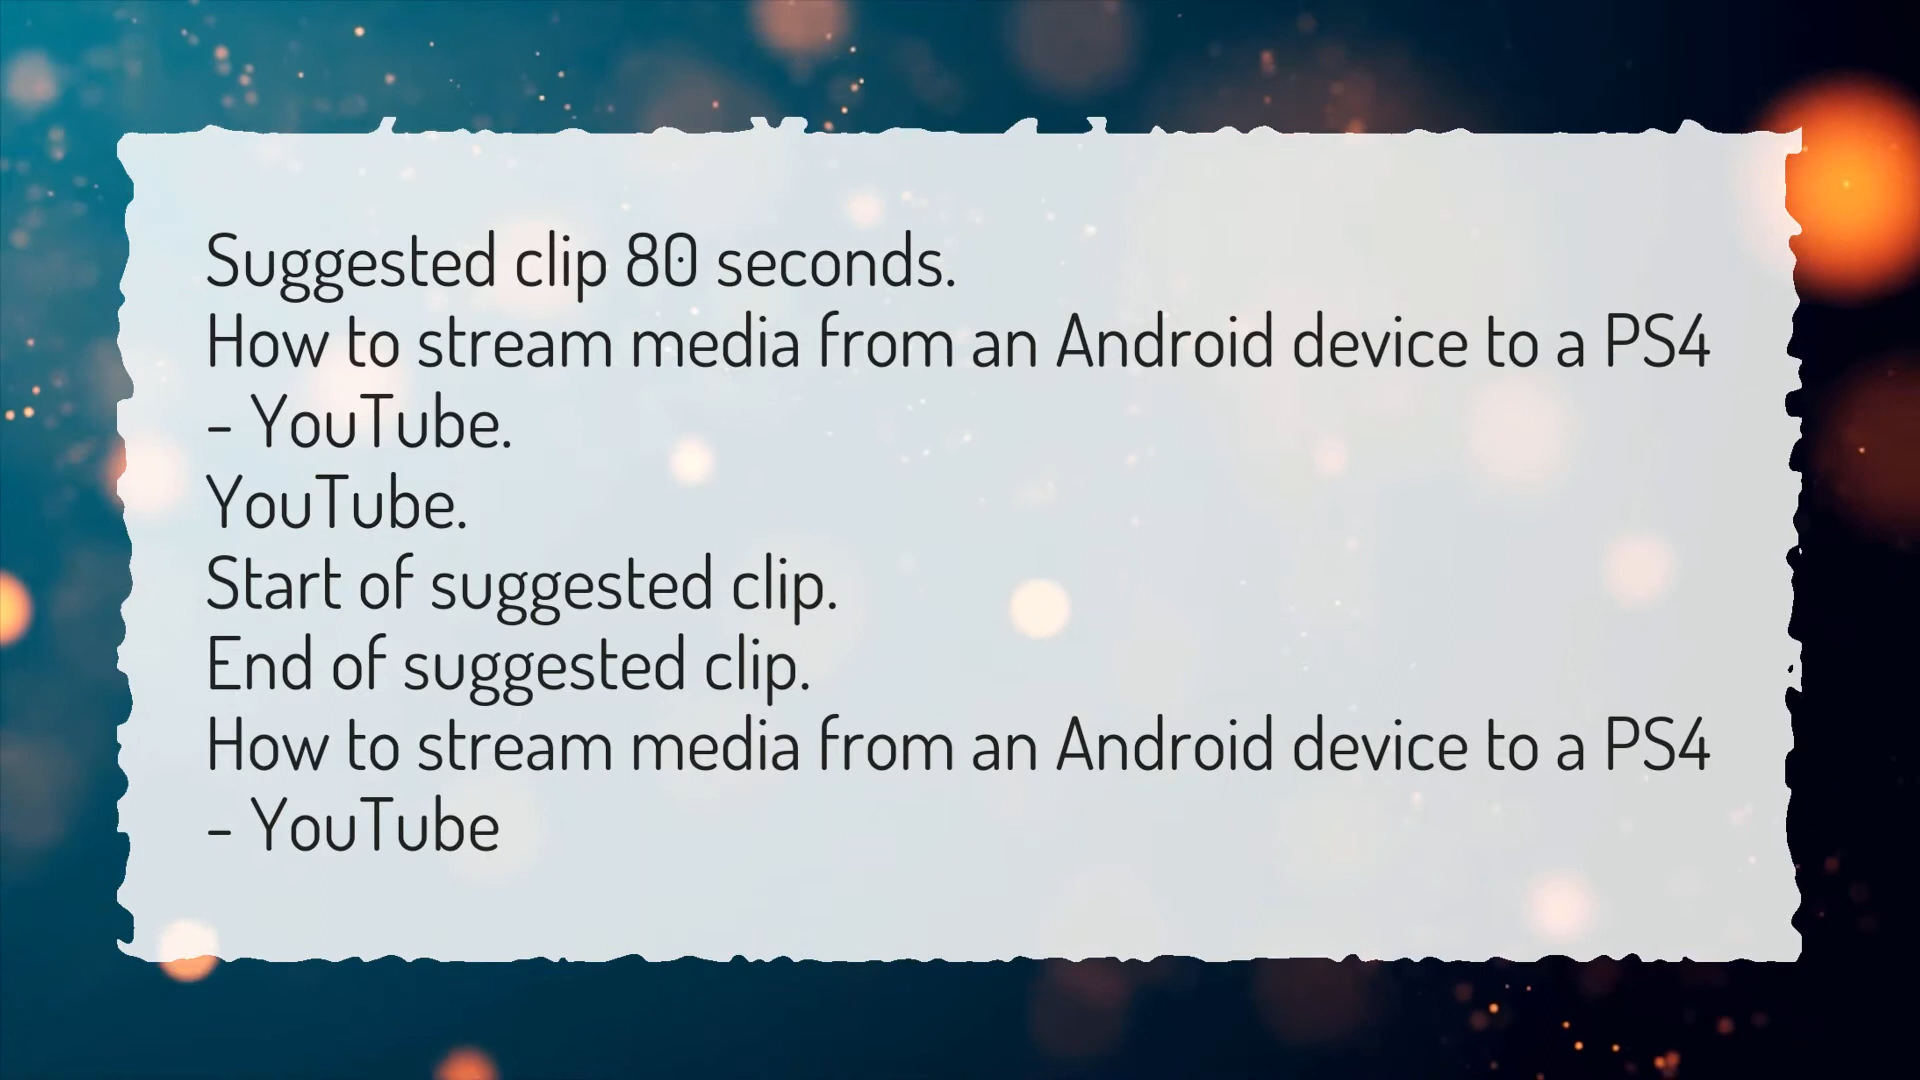 Suggested clip 80 seconds.
How to stream media from an Android device to a PS4
- YouTube.
YouTube.
Start of suggested clip.
End of suggested clip.
How to stream media from an Android device to a PS4
- YouTube